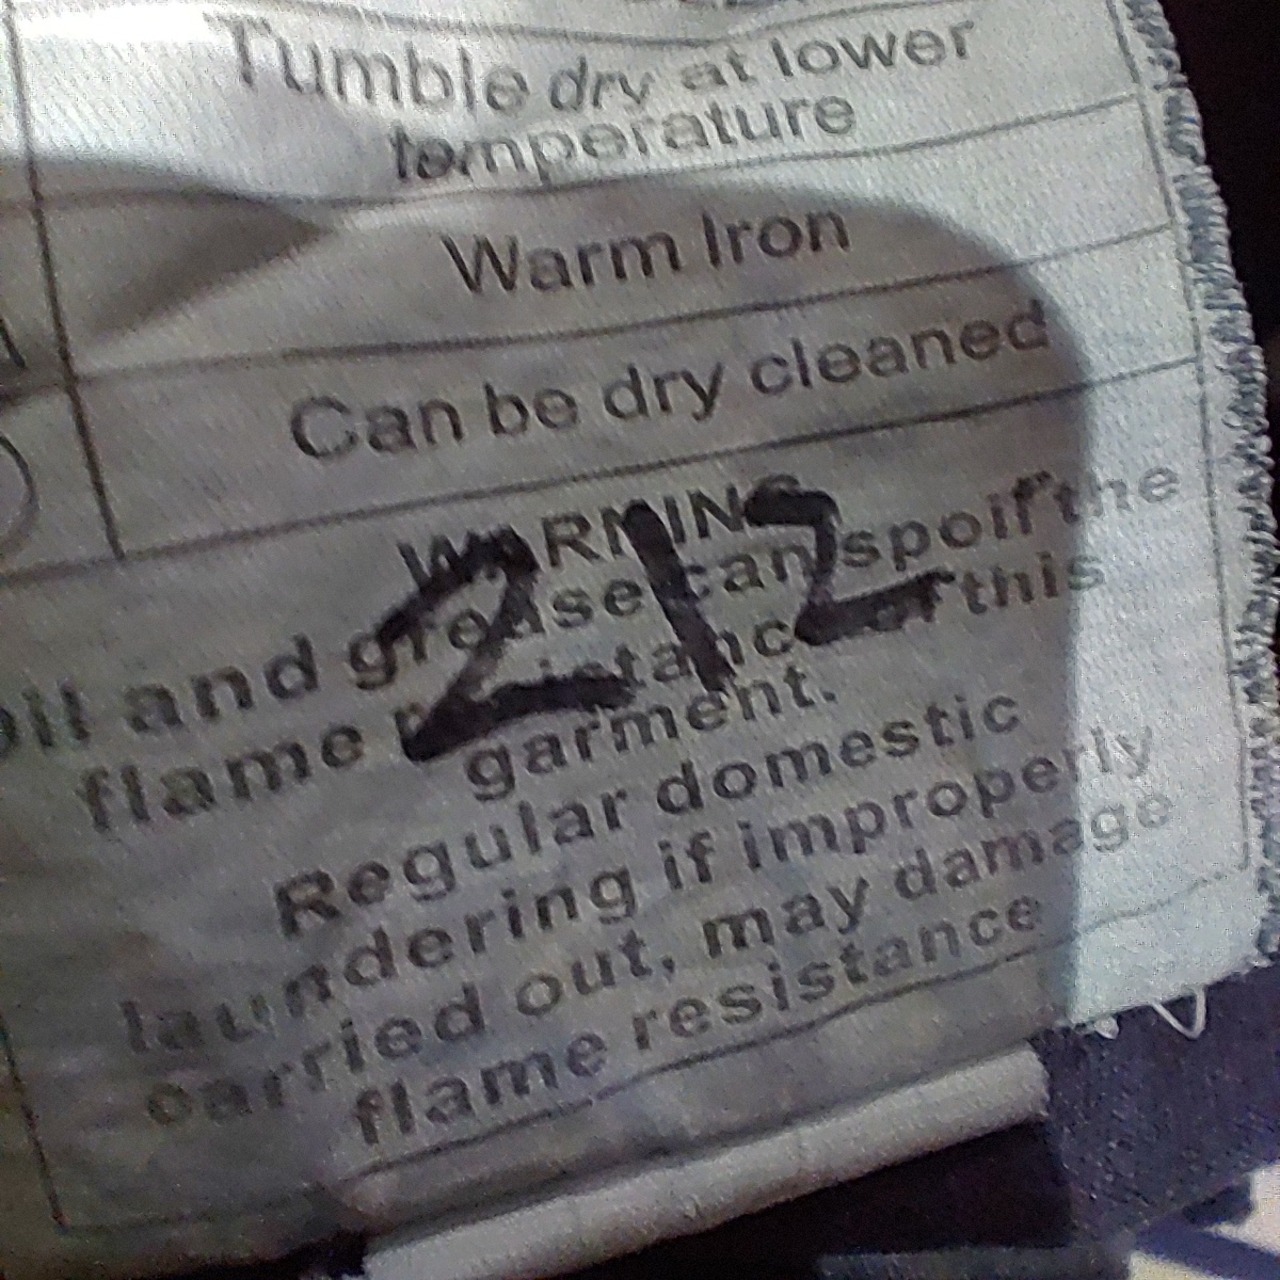 Tumble dry at lower
temperature
Warm Iron
Can be dry cleaned
WARNING
oil and grease can spoil the
flame resistance of this
garment.
212
Regular domestic
laundering if improperly
carried out, may damage
flame resistance